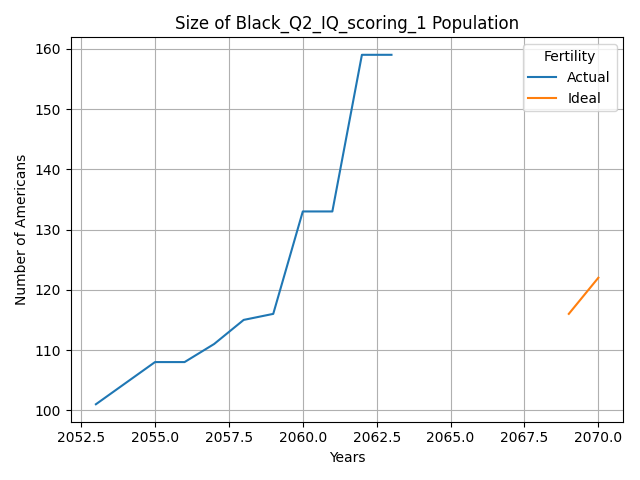 Size of Black_Q2_IQ_scoring_1 Population
Number of Americans
160
150
140
130
120
110
100
Fertility
Actual
Ideal
2052.5 2055.0 2057.5 2060.0 2062.5 2065.0 2067.5 2070.0
Years